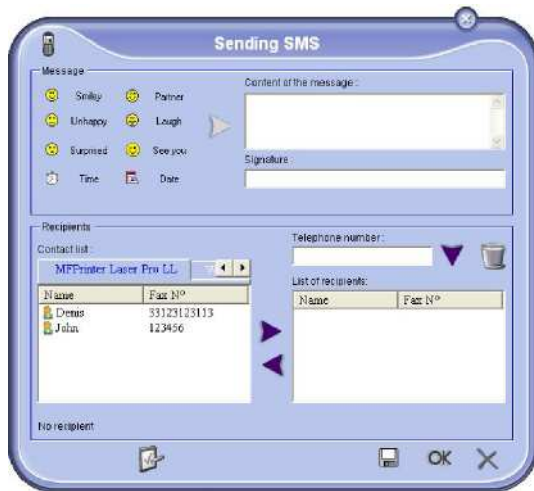 Sending SMS
Message
Smiley Partner
Unhappy Laugh
Surprised See you
Time Date
Content of the message :
Signature
Recipients
Contact list :
MFPrinter Laser Pro LL
Name Fax Nº
Denis 33123123113
John 123456
Telephone number :
List of recipients:
Name Fax Nº
No recipient
OK